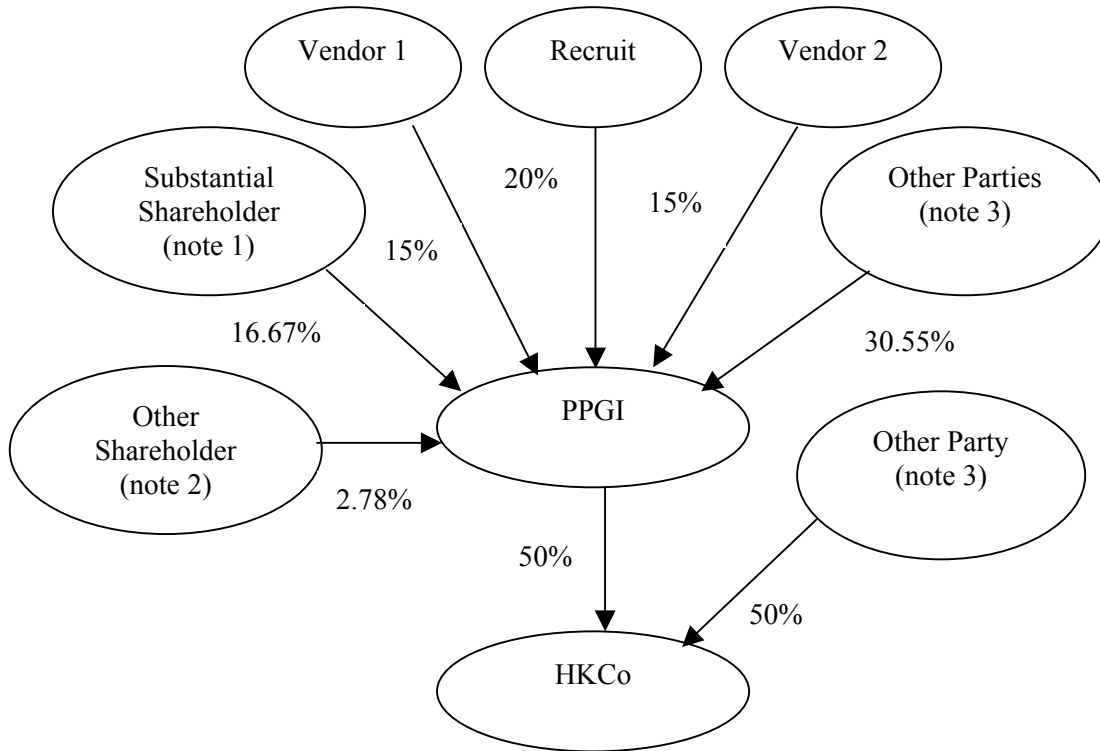 Vendor 1
Recruit
Vendor 2
Substantial
Shareholder
(note 1)
Other Parties
(note 3)
20%
15%
15%
16.67%
30.55%
Other
Shareholder
(note 2)
PPGI
Other Party
(note 3)
2.78%
50%
50%
HKCo